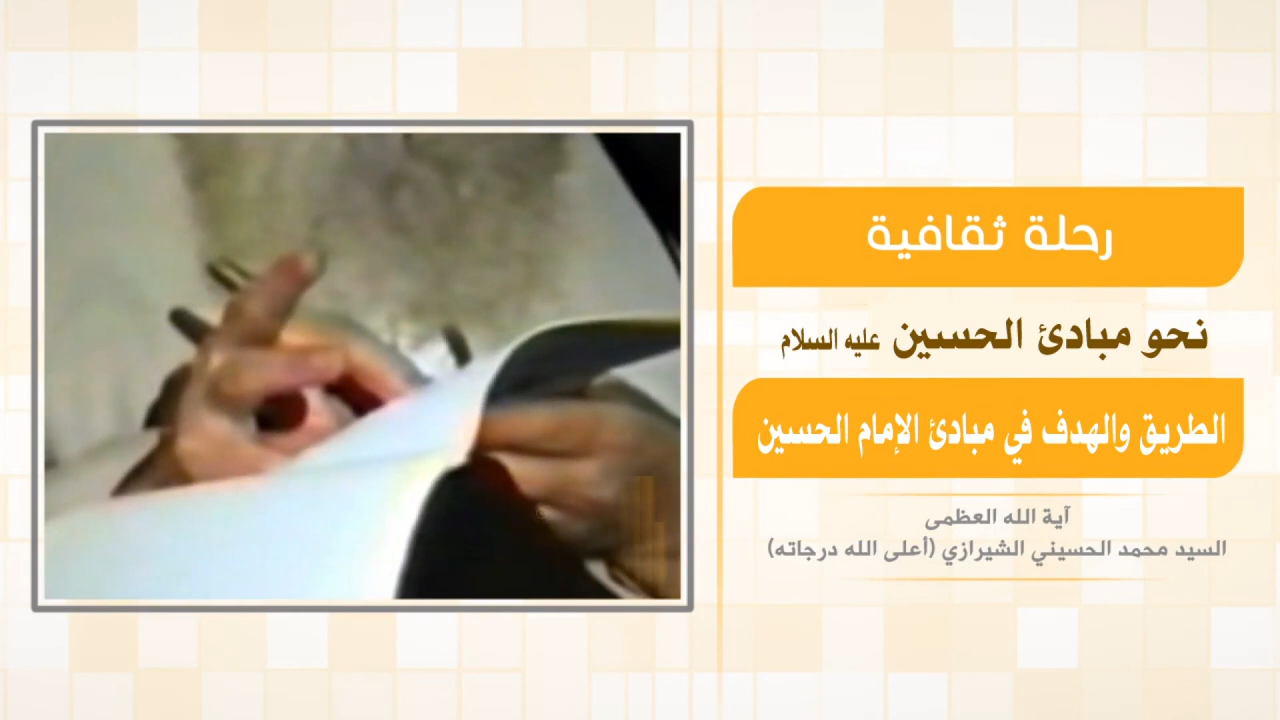 رحلة ثقافية
نحو مبادئ الحسين عليه السلام
الطريق والهدف في مبادئ الإمام الحسين
آية الله العظمى
السيد محمد الحسيني الشيرازي (أعلى الله درجاته)